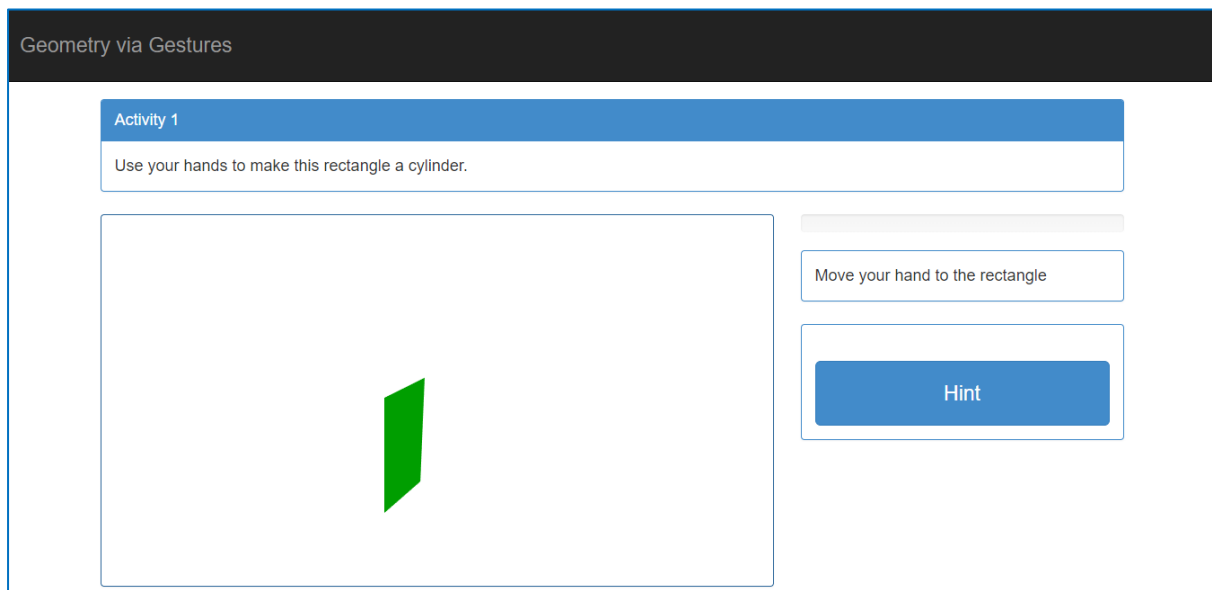 Geometry via Gestures
Activity 1
Use your hands to make this rectangle a cylinder.
Move your hand to the rectangle
Hint